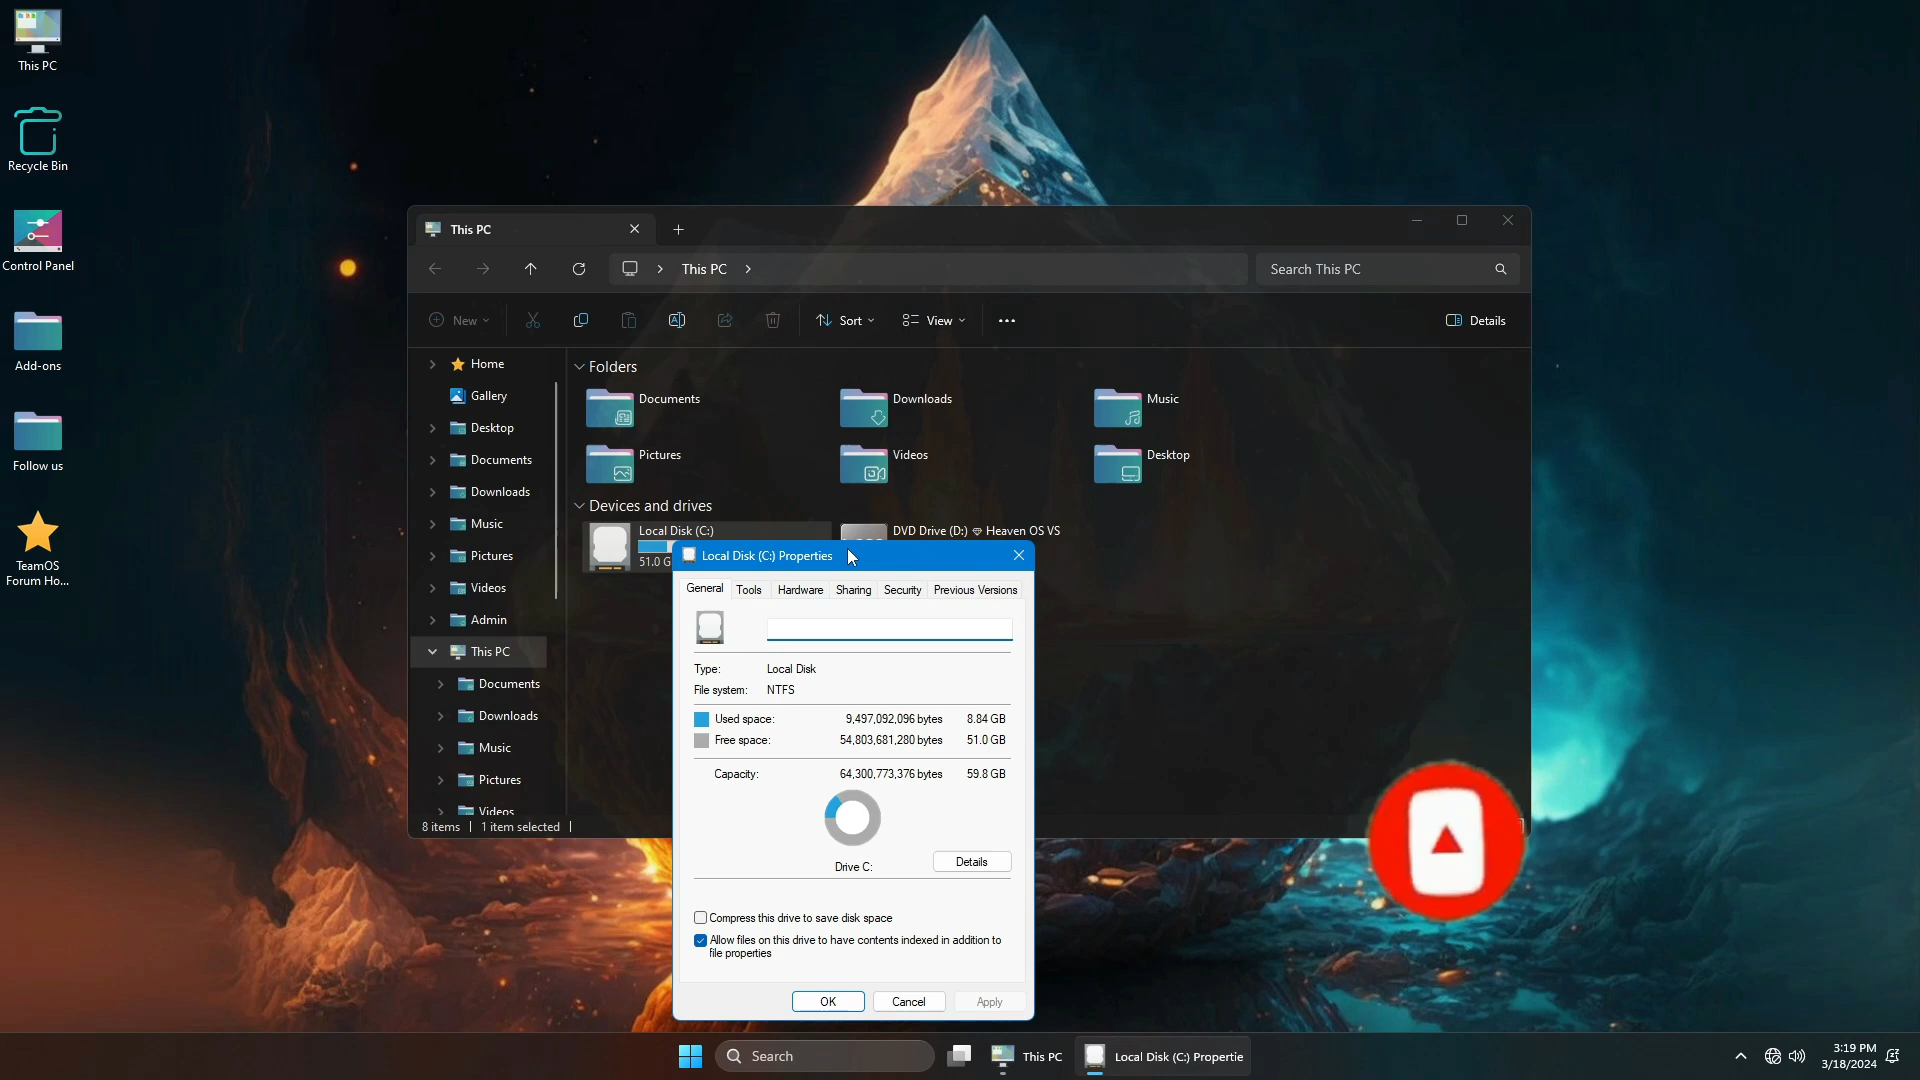 This PC
Recycle Bin
Control Panel
Add-ons
Follow us
TeamOS
Forum Ho...
This PC
This PC
Search This PC
New
Sort
View
Details
Home
Gallery
Desktop
Documents
Downloads
Music
Pictures
Videos
Admin
This PC
Documents
Downloads
Music
Pictures
Videos
Folders
Documents
Downloads
Music
Pictures
Videos
Desktop
Devices and drives
Local Disk (C:)
51.0 G
DVD Drive (D:) 💎 Heaven OS VS
8 items
1 item selected
Local Disk (C:) Properties
General Tools Hardware Sharing Security Previous Versions
Type: Local Disk
File system: NTFS
Used space: 9,497,092,096 bytes 8.84 GB
Free space: 54,803,681,280 bytes 51.0 GB
Capacity: 64,300,773,376 bytes 59.8 GB
Drive C:
Details
Compress this drive to save disk space
Allow files on this drive to have contents indexed in addition to
file properties
OK Cancel Apply
Search
This PC
Local Disk (C:) Propertie
3:19 PM
3/18/2024